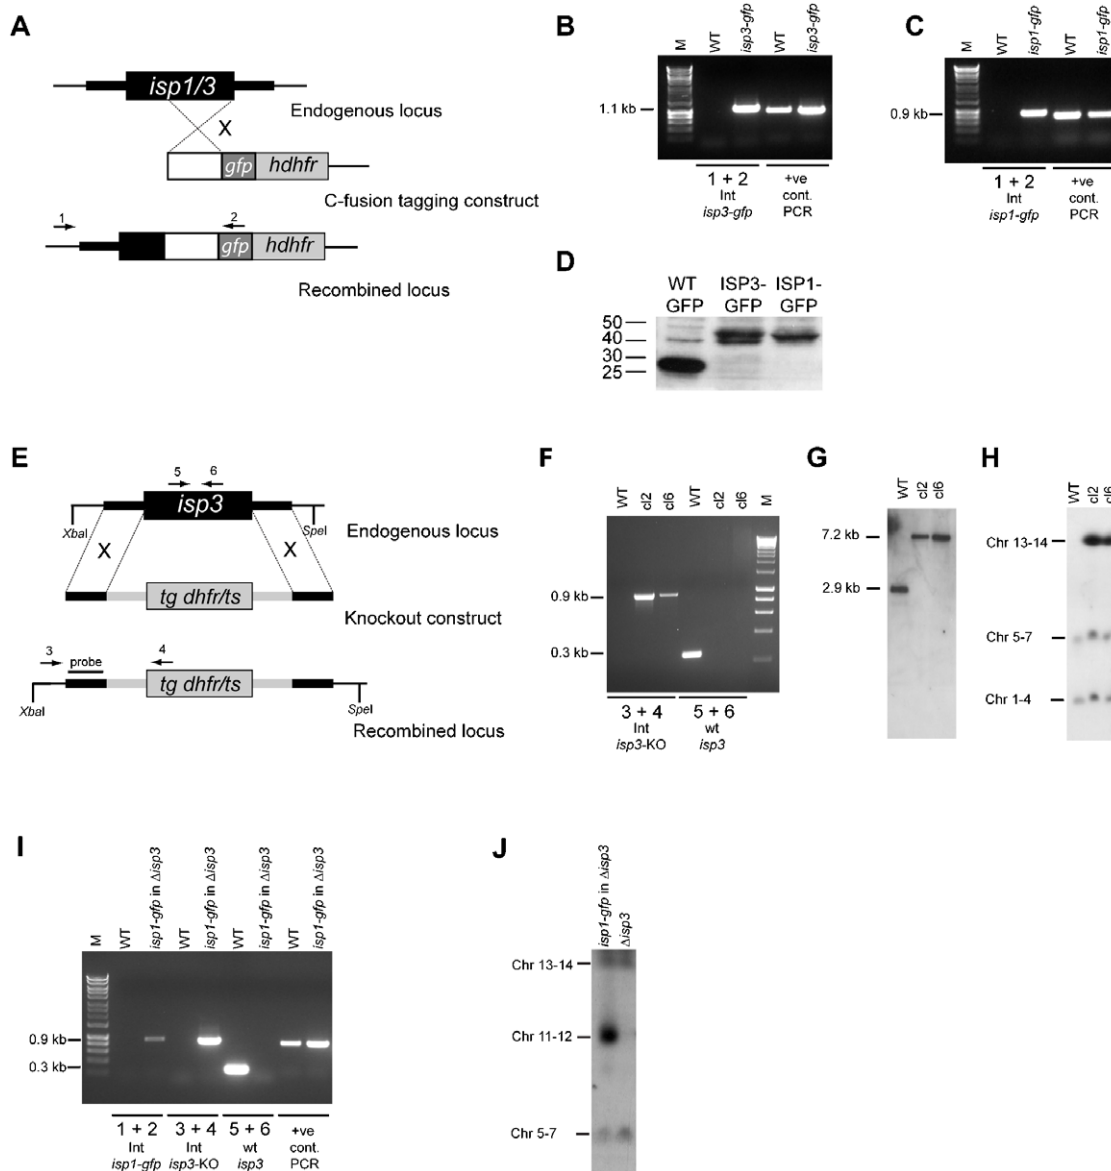 A
isp1/3
Endogenous locus
X
gfp hdhfr
C-fusion tagging construct
1 2
gfp hdhfr
Recombined locus
B
M WT isp3-gfp WT isp3-gfp
1.1 kb
1 + 2 +ve
Int cont.
isp3-gfp PCR
C
M WT isp1-gfp WT isp1-gfp
0.9 kb
1 + 2 +ve
Int cont.
isp1-gfp PCR
D
WT ISP3- ISP1-
GFP GFP GFP
50
40
30
25
E
5 6
isp3
XbaI SpeI
Endogenous locus
X X
tg dhfr/ts
Knockout construct
3 probe 4
tg dhfr/ts
XbaI SpeI
Recombined locus
F
WT cl2 cl6 WT cl2 cl6 M
0.9 kb
0.3 kb
3 + 4 5 + 6
Int wt
isp3-KO isp3
G
WT cl2 cl6
7.2 kb
2.9 kb
H
WT cl2 cl6
Chr 13-14
Chr 5-7
Chr 1-4
I
M WT isp1-gfp in Δisp3 WT isp1-gfp in Δisp3 WT isp1-gfp in Δisp3 WT isp1-gfp in Δisp3
0.9 kb
0.3 kb
1 + 2 3 + 4 5 + 6 +ve
Int Int wt cont.
isp1-gfp isp3-KO isp3 PCR
J
isp1-gfp in Δisp3 Δisp3
Chr 13-14
Chr 11-12
Chr 5-7